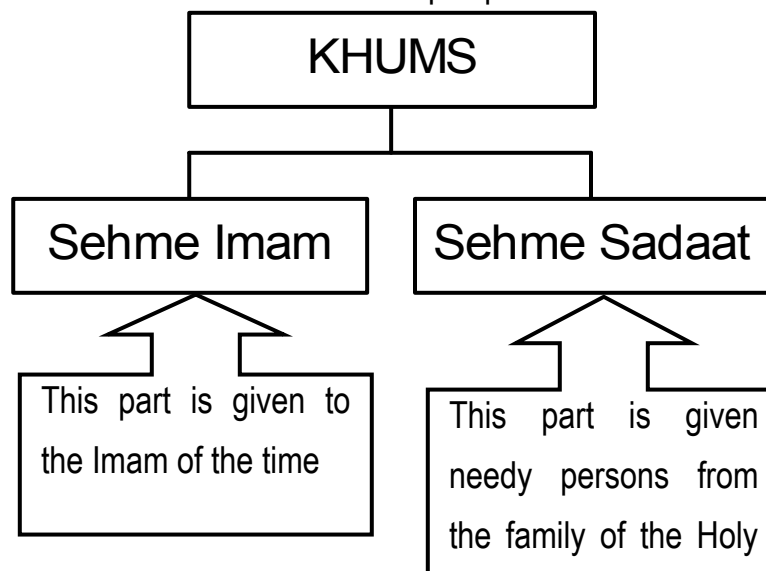 KHUMS
Sehme Imam
Sehme Sadaat
This part is given to
the Imam of the time
This part is given
needy persons from
the family of the Holy